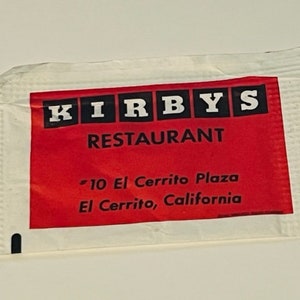 KIRBYS
RESTAURANT
#10 El Cerrito Plaza
El Cerrito, California